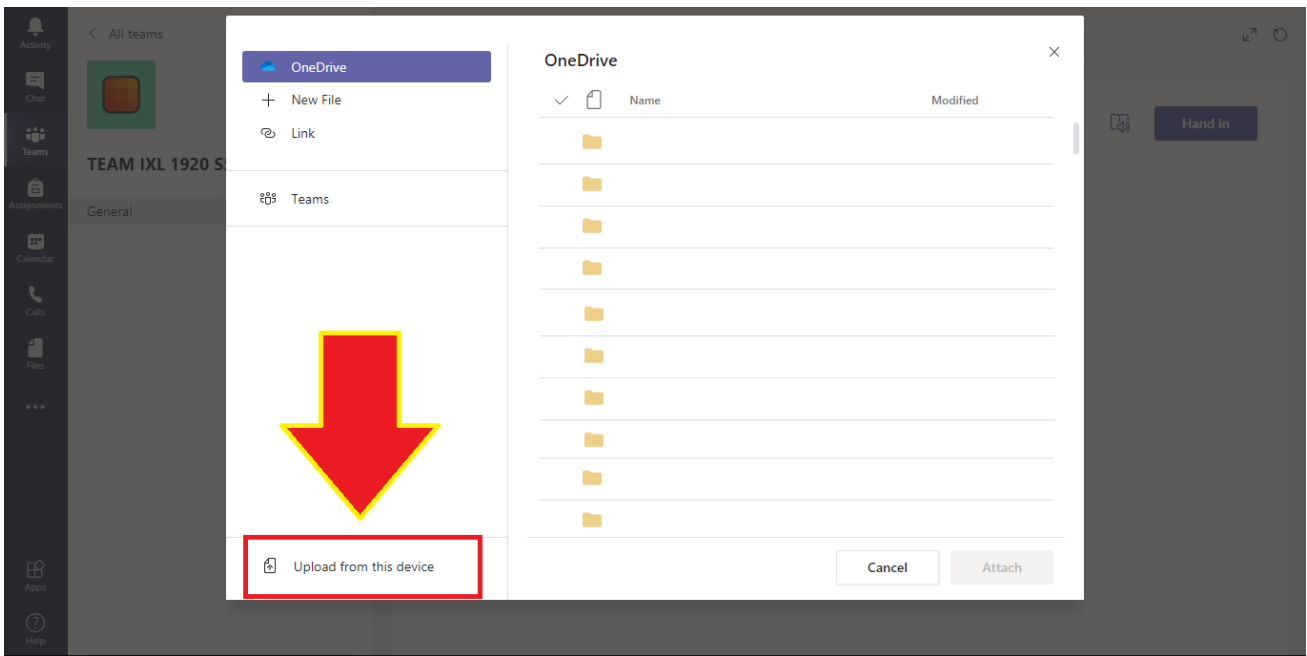 Activity
Chat
Teams
Assignments
Calendar
Calls
Files
Apps
Help
All teams
TEAM IXL 1920
General
OneDrive
New File
Link
Teams
Upload from this device
OneDrive
Name Modified
Cancel Attach
Hand in